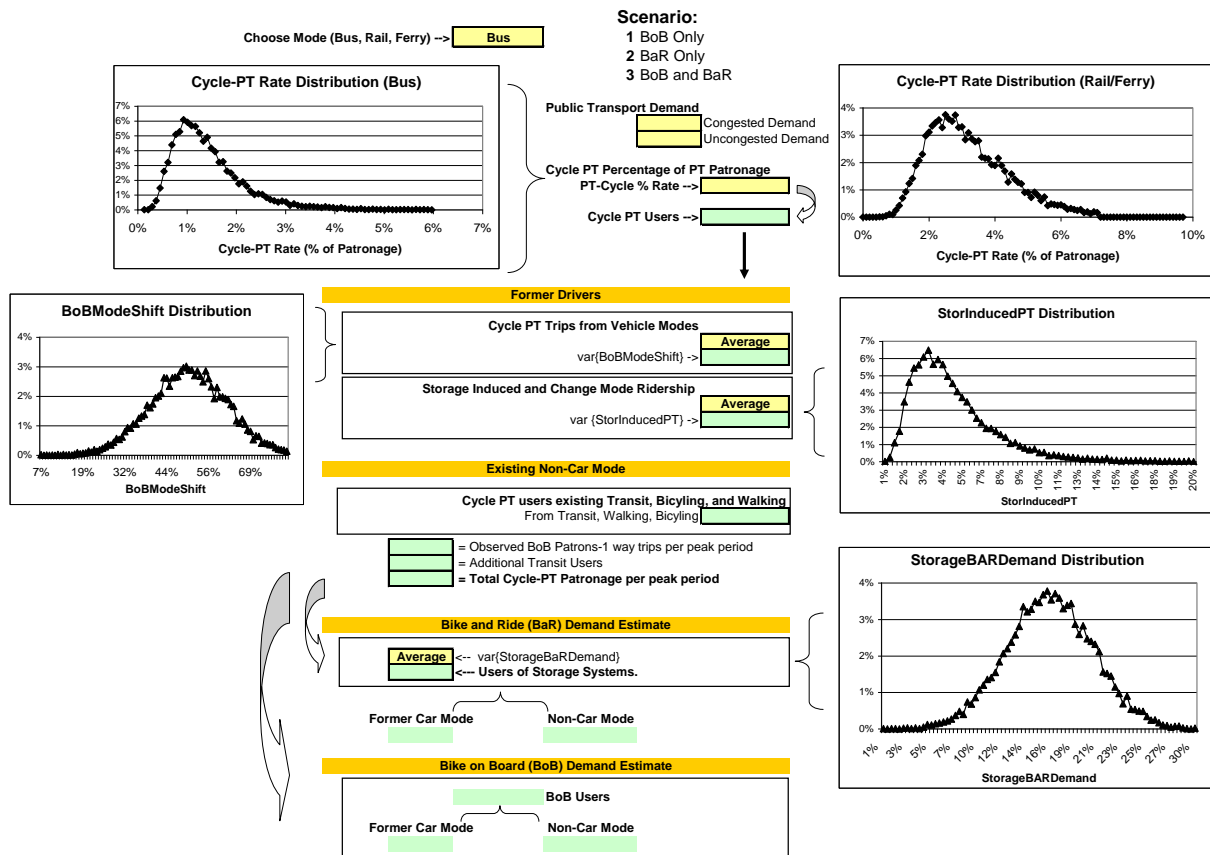 Scenario:
1 BoB Only
2 BaR Only
3 BoB and BaR
Choose Mode (Bus, Rail, Ferry) --> Bus
Cycle-PT Rate Distribution (Bus)
7%
6%
5%
4%
3%
2%
1%
0%
0% 1% 2% 3% 4% 5% 6% 7%
Cycle-PT Rate (% of Patronage)
Public Transport Demand
Congested Demand
Uncongested Demand
Cycle PT Percentage of PT Patronage
PT-Cycle % Rate -->
Cycle PT Users -->
Cycle-PT Rate Distribution (Rail/Ferry)
4%
3%
2%
1%
0%
0% 2% 4% 6% 8% 10%
Cycle-PT Rate (% of Patronage)
BoBModeShift Distribution
4%
3%
2%
1%
0%
7% 19% 32% 44% 56% 69%
BoBModeShift
Former Drivers
Cycle PT Trips from Vehicle Modes
Average
var{BoBModeShift} ->
Storage Induced and Change Mode Ridership
Average
var {StorInducedPT} ->
StorInducedPT Distribution
7%
6%
5%
4%
3%
2%
1%
0%
1% 2% 3% 4% 5% 6% 7% 8% 9% 10% 11% 13% 14% 15% 16% 17% 18% 19% 20%
StorInducedPT
Existing Non-Car Mode
Cycle PT users existing Transit, Bicyling, and Walking
From Transit, Walking, Bicyling
= Observed BoB Patrons-1 way trips per peak period
= Additional Transit Users
= Total Cycle-PT Patronage per peak period
Bike and Ride (BaR) Demand Estimate
Average <-- var{StorageBaRDemand}
<--- Users of Storage Systems.
Former Car Mode Non-Car Mode
StorageBARDemand Distribution
4%
3%
2%
1%
0%
1% 3% 5% 7% 8% 10% 12% 14% 16% 18% 19% 21% 23% 25% 27% 30%
StorageBARDemand
Bike on Board (BoB) Demand Estimate
BoB Users
Former Car Mode Non-Car Mode